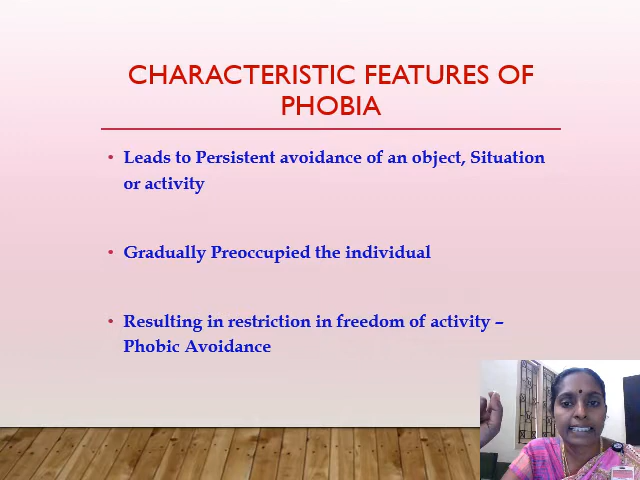 CHARACTERISTIC FEATURES OF
PHOBIA
• Leads to Persistent avoidance of an object, Situation
or activity
• Gradually Preoccupied the individual
• Resulting in restriction in freedom of activity –
Phobic Avoidance